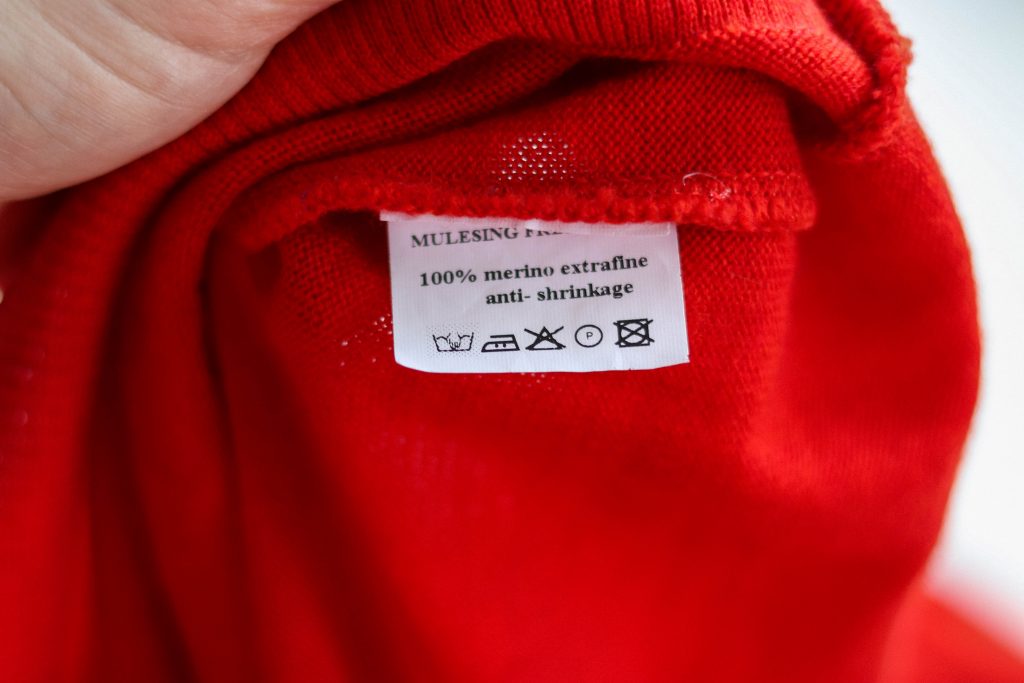 MULESING
100% merino extrafine
anti- shrinkage
P